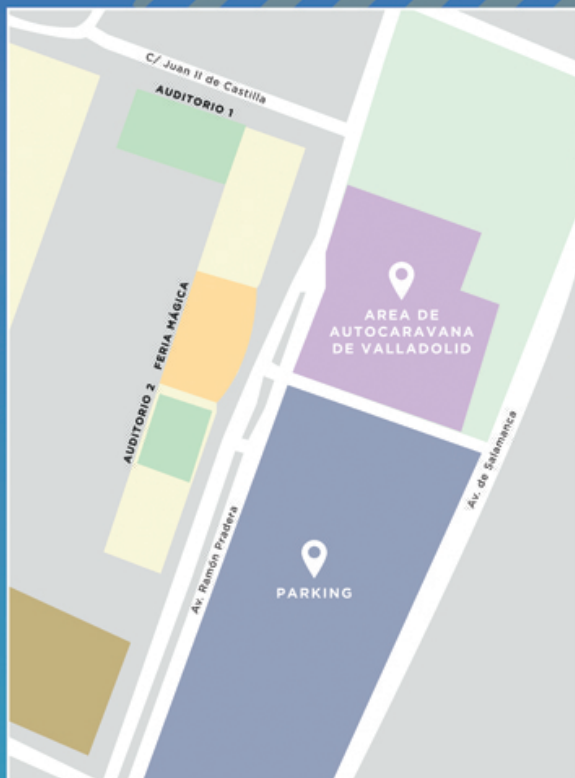 C/ Juan II de Castilla
AUDITORIO 1
FERIA MÁGICA
AREA DE
AUTOCARAVANA
DE VALLADOLID
AUDITORIO 2
Av. de Salamanca
Av. Ramón Pradera
PARKING